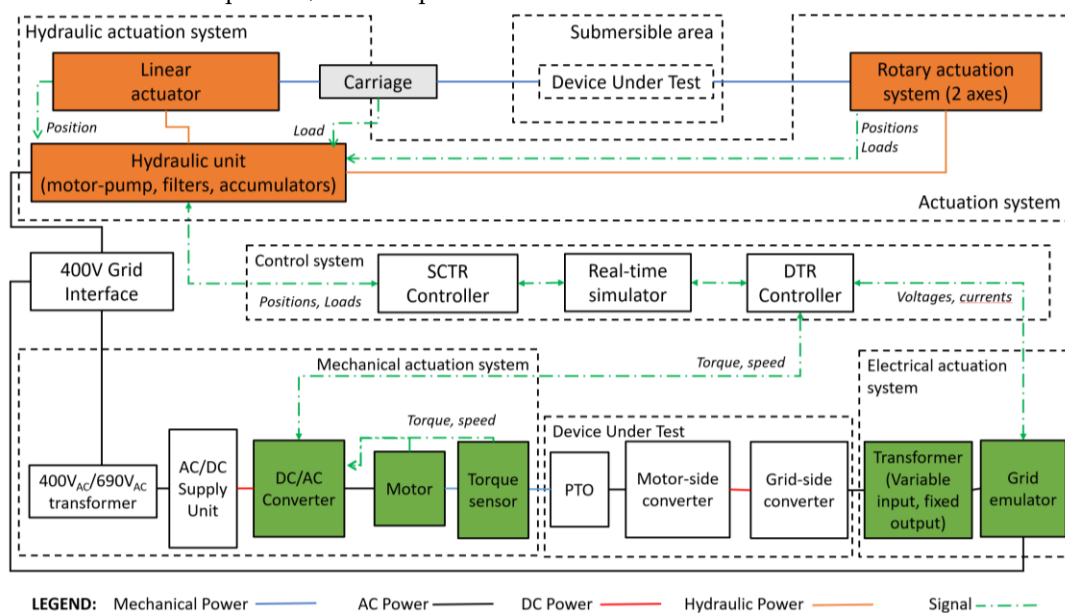 Hydraulic actuation system
Submersible area
Linear
actuator
Carriage
Device Under Test
Rotary actuation
system (2 axes)
Position
Load
Positions
Loads
Hydraulic unit
(motor-pump, filters, accumulators)
Actuation system
400V Grid
Interface
Control system
SCTR
Controller
Real-time
simulator
DTR
Controller
Positions, Loads
Voltages, currents
Mechanical actuation system
Torque, speed
Electrical actuation
system
Torque, speed
Device Under Test
400VAC/690VAC
transformer
AC/DC
Supply
Unit
DC/AC
Converter
Motor
Torque
sensor
PTO
Motor-side
converter
Grid-side
converter
Transformer
(Variable
input, fixed
output)
Grid
emulator
LEGEND: Mechanical Power AC Power DC Power Hydraulic Power Signal